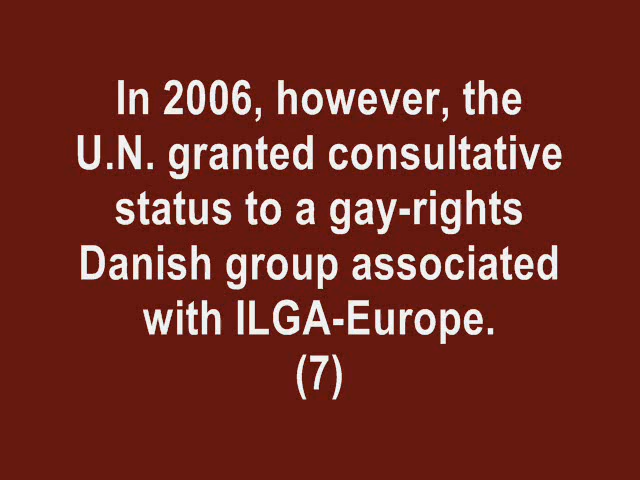 In 2006, however, the
U.N. granted consultative
status to a gay-rights
Danish group associated
with ILGA-Europe.
(7)